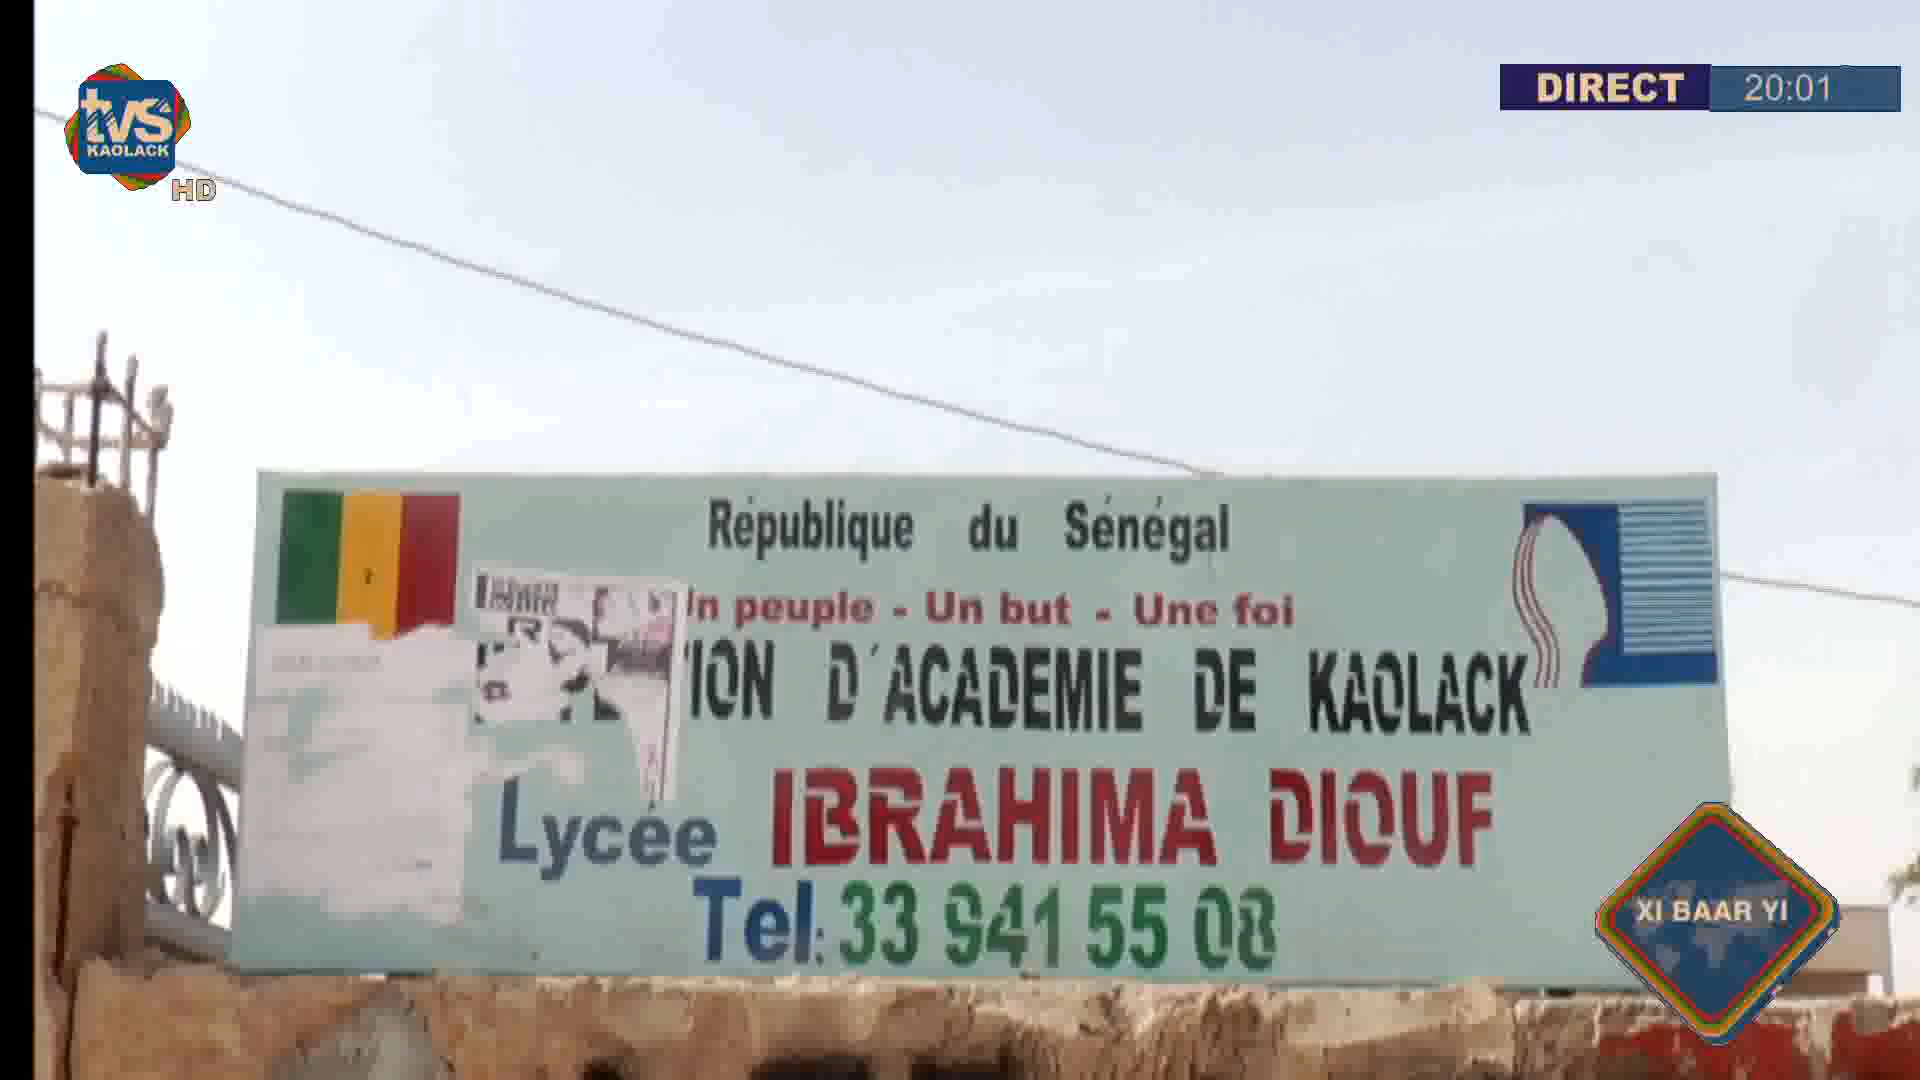 tvs
KAOLACK
HD
DIRECT 20:01
République du Sénégal
Un peuple - Un but - Une foi
ION D'ACADEMIE DE KAOLACK
Lycée IBRAHIMA DIOUF
Tel: 33 941 55 08
XI BAAR YI